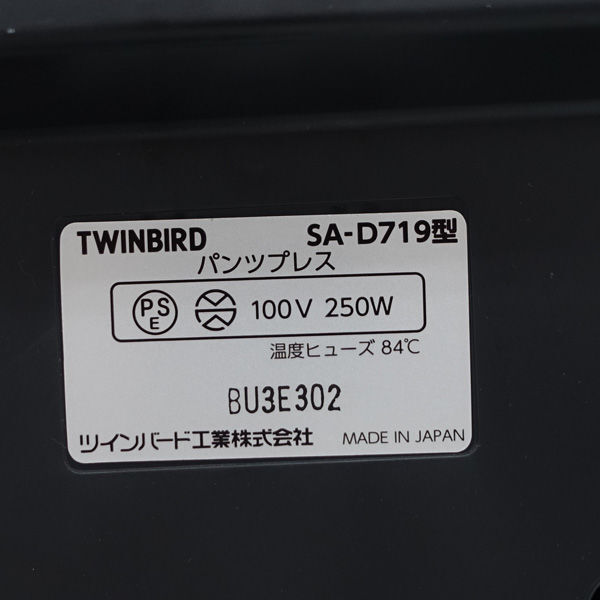 TWINBIRD SA-D719型
パンツプレス
PSE 100V 250W
温度ヒューズ 84℃
BU3E302
ツインバード工業株式会社 MADE IN JAPAN